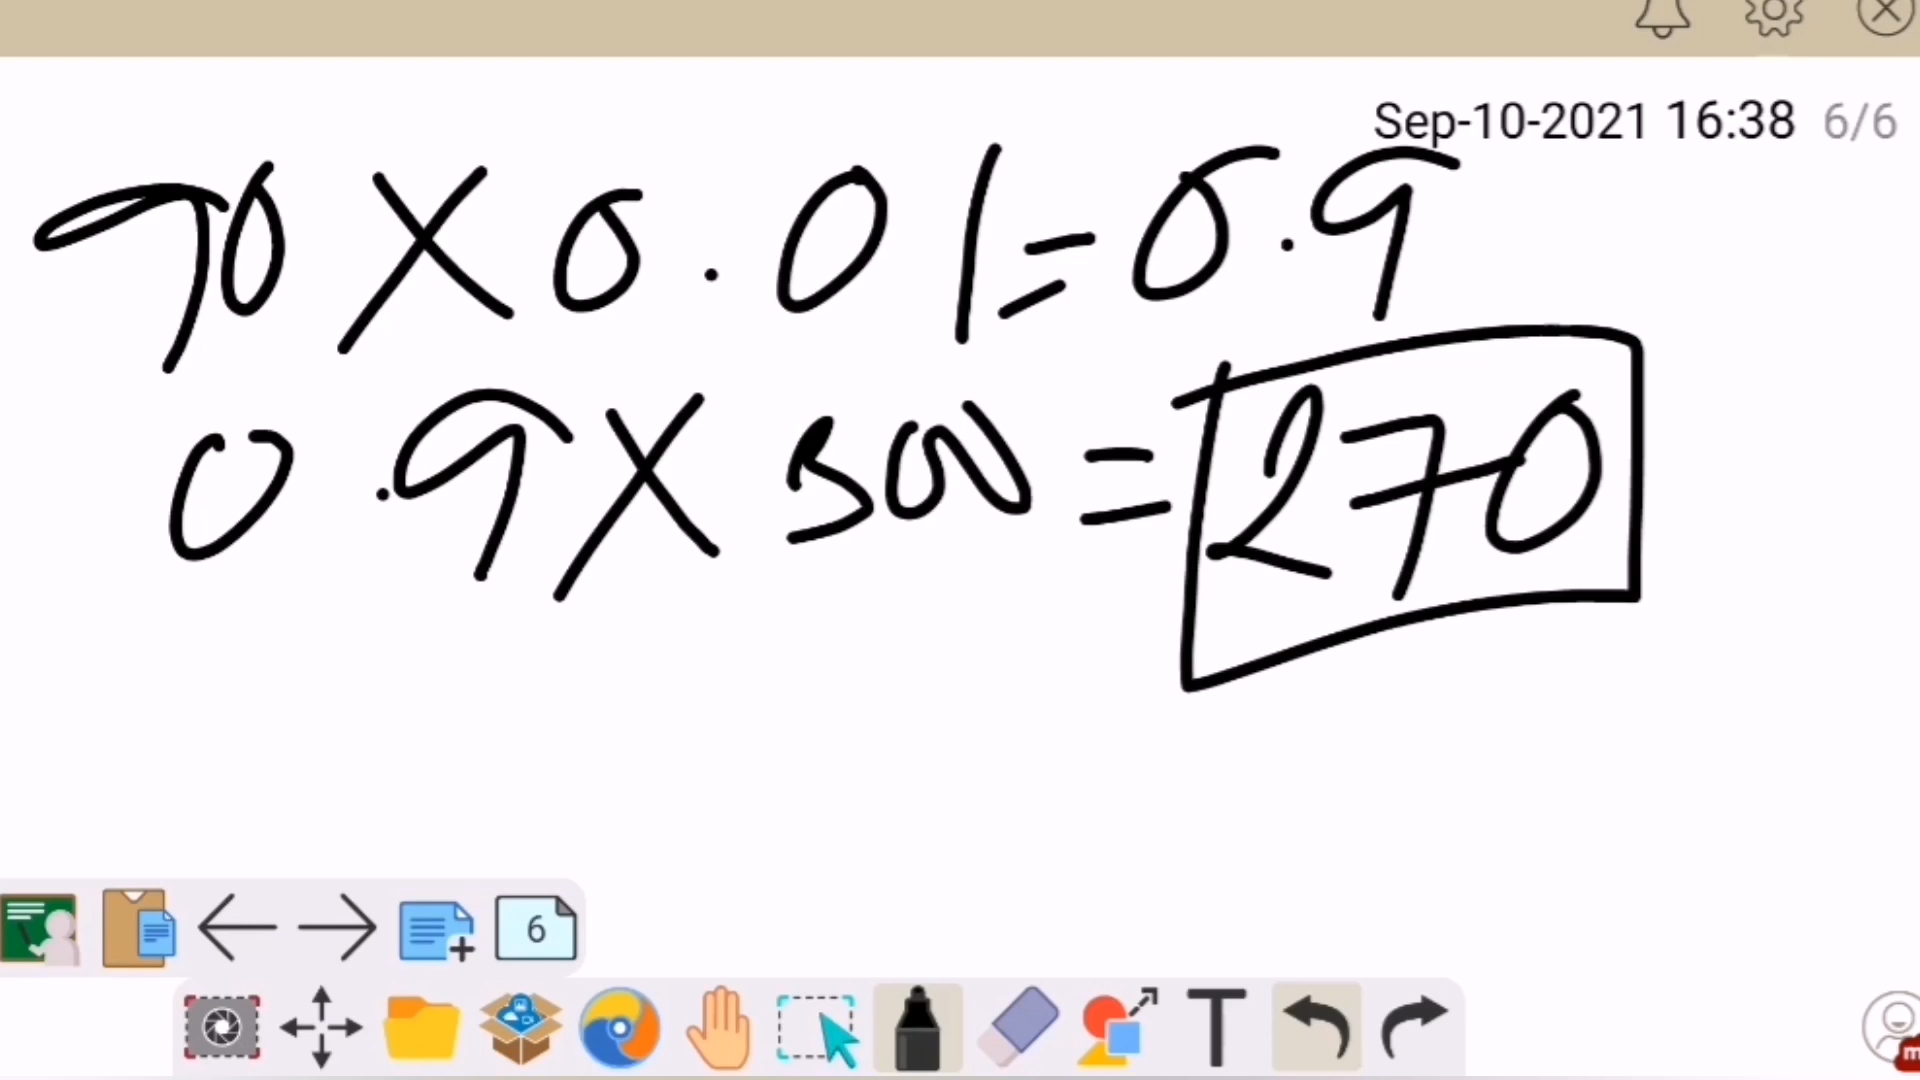 Sep-10-2021 16:38 6/6
90 X 0.01 = 0.9
0.9 X 300 = 270
6
T
m